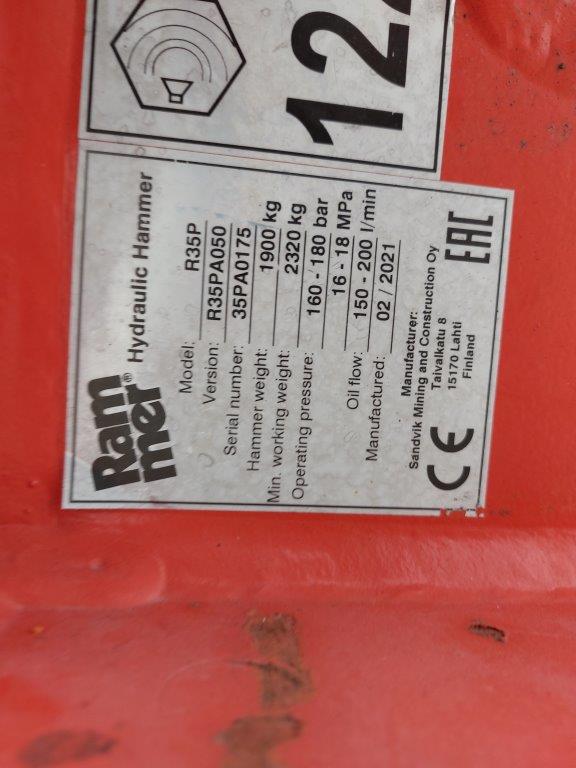 Ram
mer® Hydraulic Hammer
Model: R35P
Version: R35PA050
Serial number: 35PA0175
Hammer weight: 1900 kg
Min. working weight: 2320 kg
Operating pressure: 160 - 180 bar
16 - 18 MPa
Oil flow: 150 - 200 l/min
Manufactured: 02 / 2021
Manufacturer:
Sandvik Mining and Construction Oy
Taivalkatu 8
15170 Lahti
Finland
CE
EAC